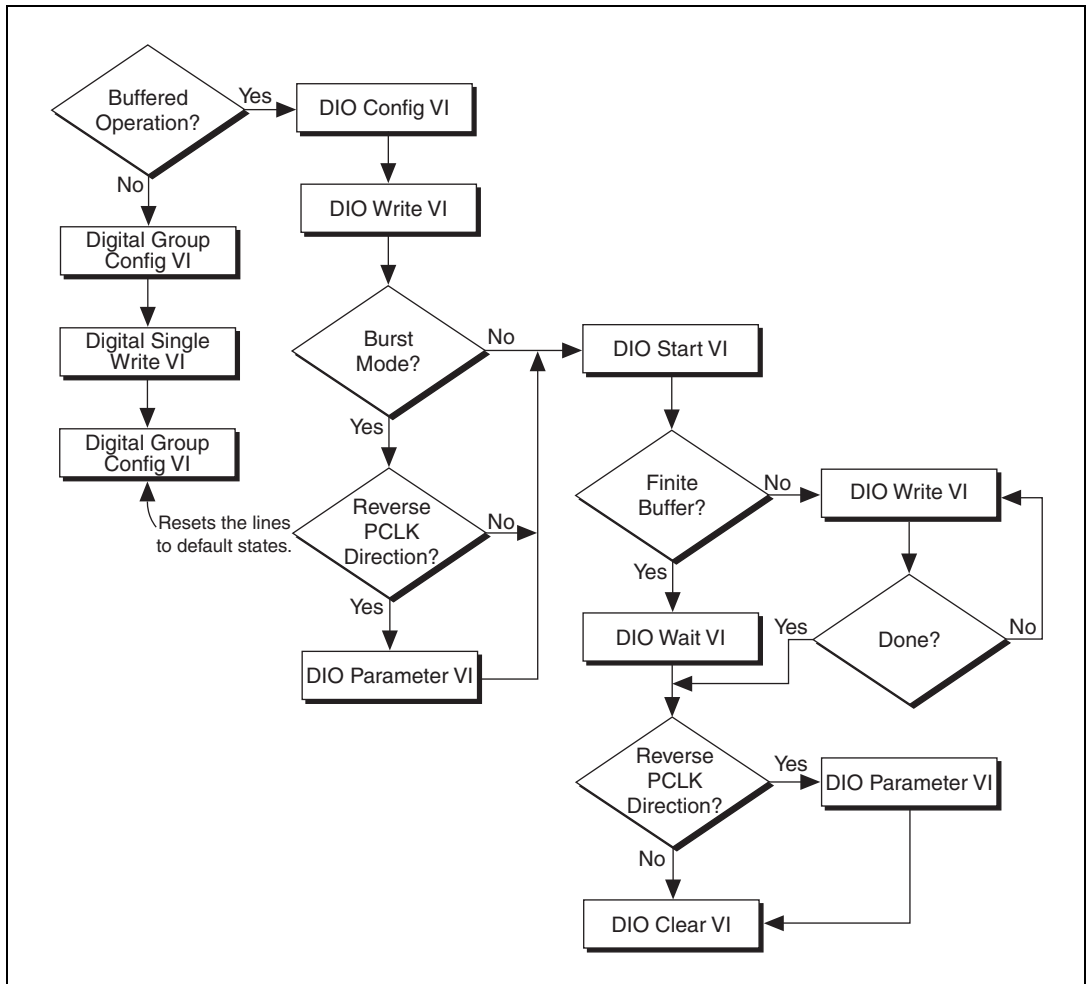 Buffered
Operation?
Yes
No
DIO Config VI
DIO Write VI
Digital Group
Config VI
Digital Single
Write VI
Digital Group
Config VI
Resets the lines
to default states.
Burst
Mode?
No
Yes
Reverse
PCLK
Direction?
No
Yes
DIO Parameter VI
DIO Start VI
Finite
Buffer?
No
Yes
DIO Write VI
Done?
Yes
No
DIO Wait VI
Reverse
PCLK
Direction?
Yes
No
DIO Parameter VI
DIO Clear VI